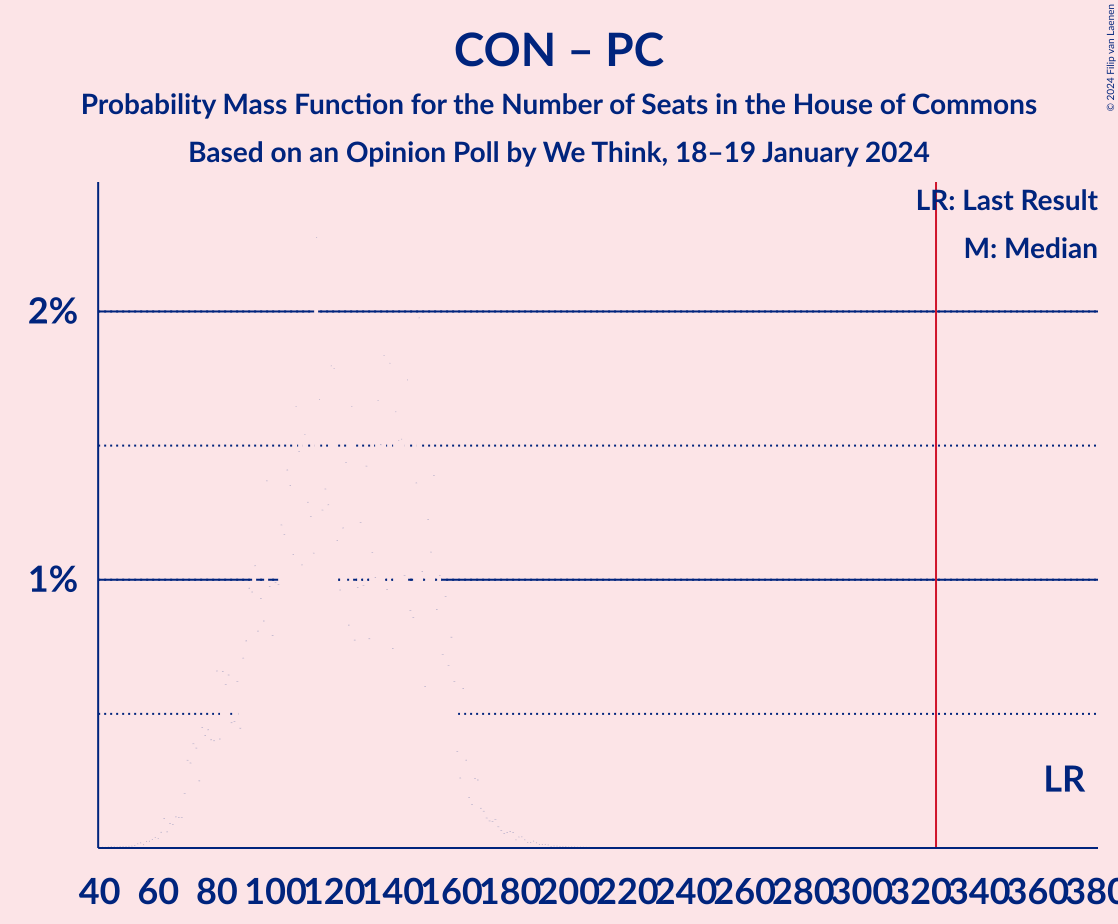 CON – PC
Probability Mass Function for the Number of Seats in the House of Commons
Based on an Opinion Poll by We Think, 18–19 January 2024
© 2024 Filip van Laenen
LR: Last Result
M: Median
2%
1%
LR
40 60 80 100 120 140 160 180 200 220 240 260 280 300 320 340 360 380